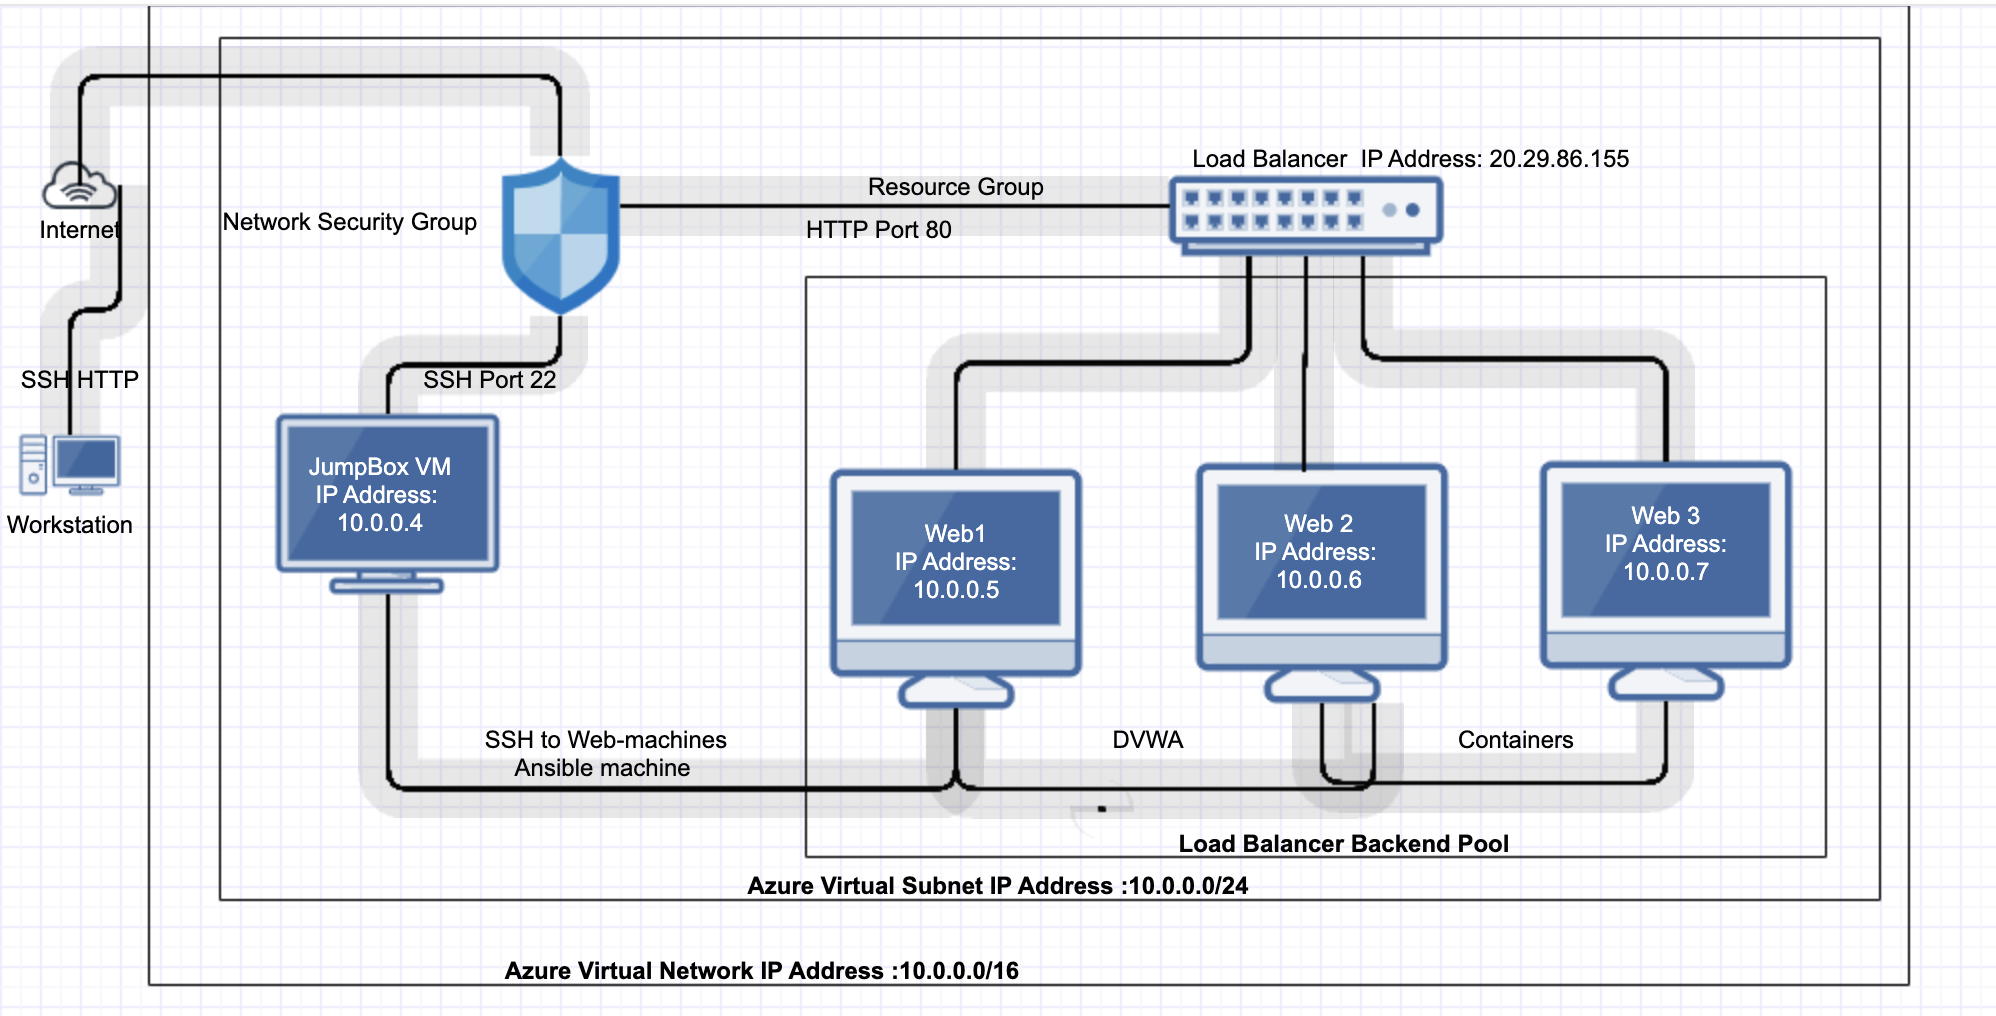 Load Balancer  IP Address: 20.29.86.155
Resource Group
HTTP Port 80
Network Security Group
Internet
SSH HTTP
Workstation
SSH Port 22
JumpBox VM
IP Address:
10.0.0.4
Web1
IP Address:
10.0.0.5
Web 2
IP Address:
10.0.0.6
Web 3
IP Address:
10.0.0.7
SSH to Web-machines
Ansible machine
DVWA
Containers
Load Balancer Backend Pool
Azure Virtual Subnet IP Address :10.0.0.0/24
Azure Virtual Network IP Address :10.0.0.0/16